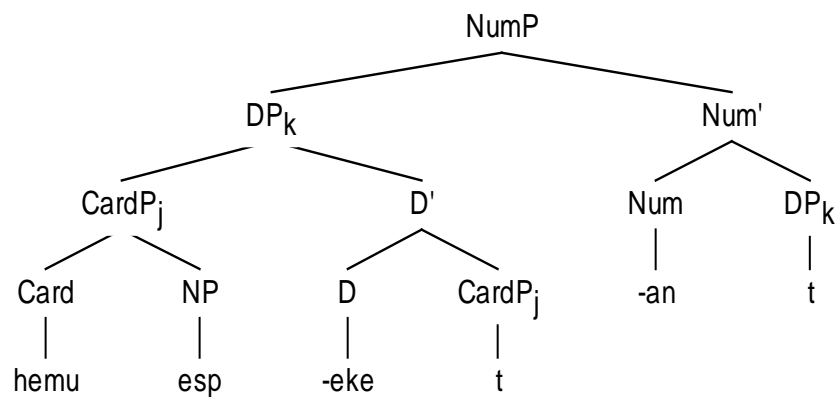 NumP
DPk Num'
CardPj D' Num DPk
Card NP D CardPj -an t
hemu esp -eke t